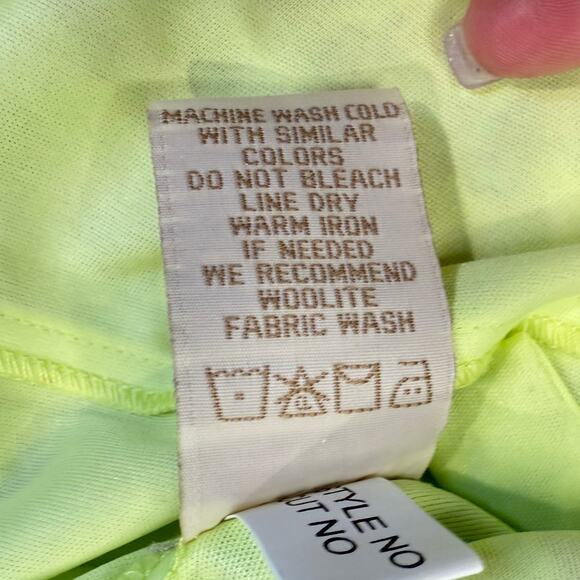 MACHINE WASH COLD
WITH SIMILAR
COLORS
DO NOT BLEACH
LINE DRY
WARM IRON
IF NEEDED
WE RECOMMEND
WOOLITE
FABRIC WASH
STYLE NO
CUT NO